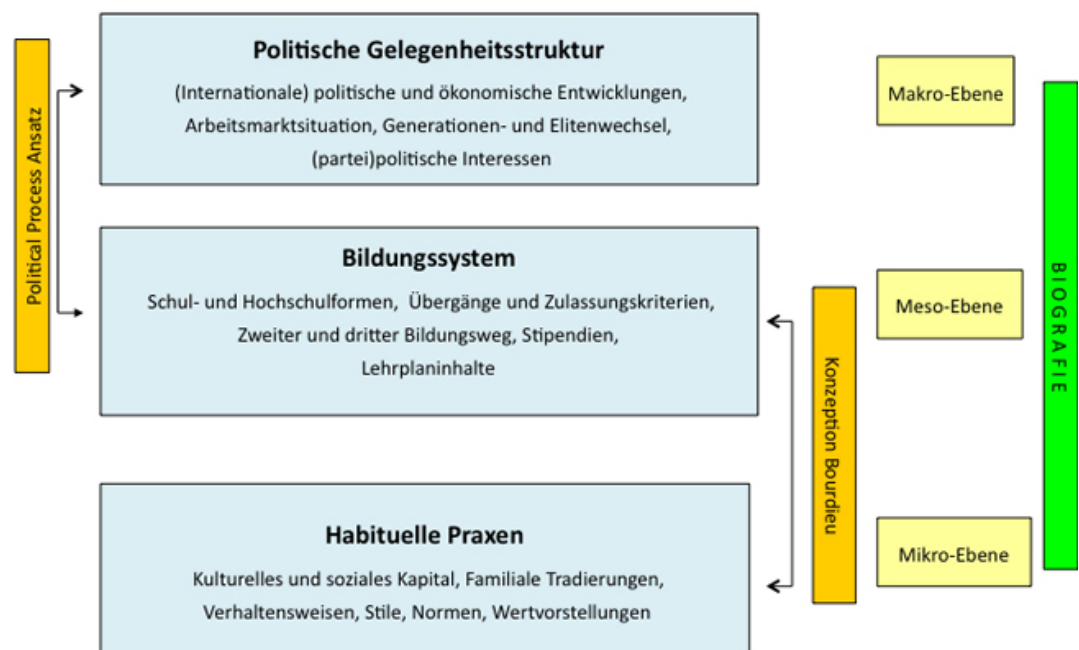 Political Process Ansatz
Politische Gelegenheitsstruktur
(Internationale) politische und ökonomische Entwicklungen,
Arbeitsmarktsituation, Generationen- und Elitenwechsel,
(partei)politische Interessen
Makro-Ebene
Bildungssystem
Schul- und Hochschulformen, Übergänge und Zulassungskriterien,
Zweiter und dritter Bildungsweg, Stipendien,
Lehrplaninhalte
Meso-Ebene
Konzeption Bourdieu
BIOGRAFIE
Habituelle Praxen
Kulturelles und soziales Kapital, Familiale Tradierungen,
Verhaltensweisen, Stile, Normen, Wertvorstellungen
Mikro-Ebene